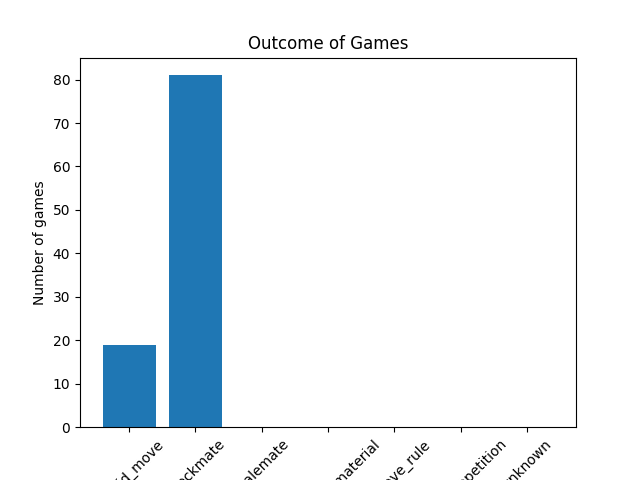 Outcome of Games
Number of games
80
70
60
50
40
30
20
10
0
id_move
ckmate
alemate
material
ve_rule
petition
nknown